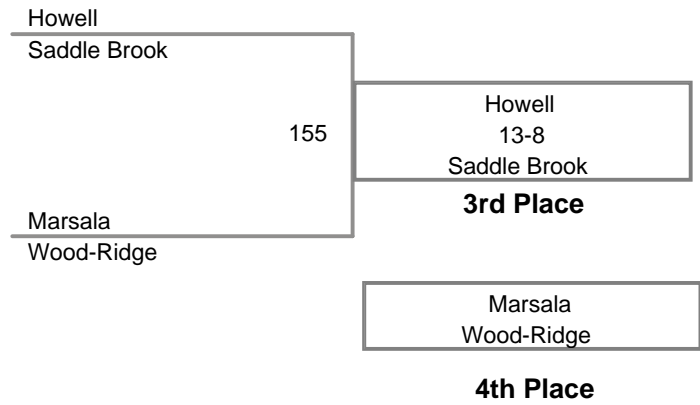 Howell
Saddle Brook
155
Howell
13-8
Saddle Brook
3rd Place
Marsala
Wood-Ridge
Marsala
Wood-Ridge
4th Place